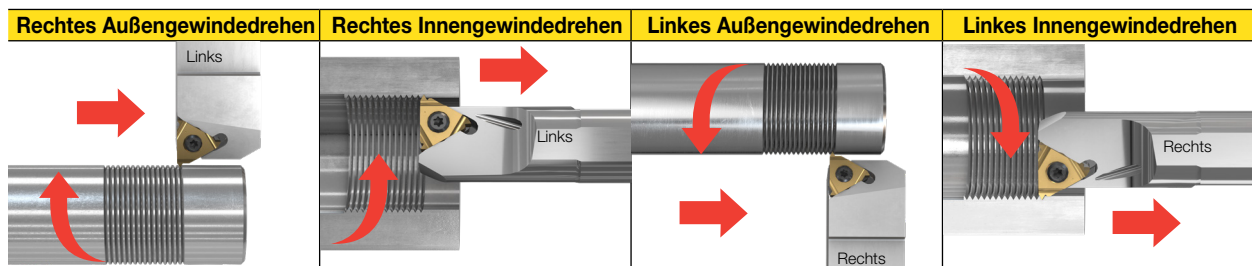 Rechtes Außengewindedrehen
Rechtes Innengewindedrehen
Linkes Außengewindedrehen
Linkes Innengewindedrehen
Links
Links
Rechts
Rechts